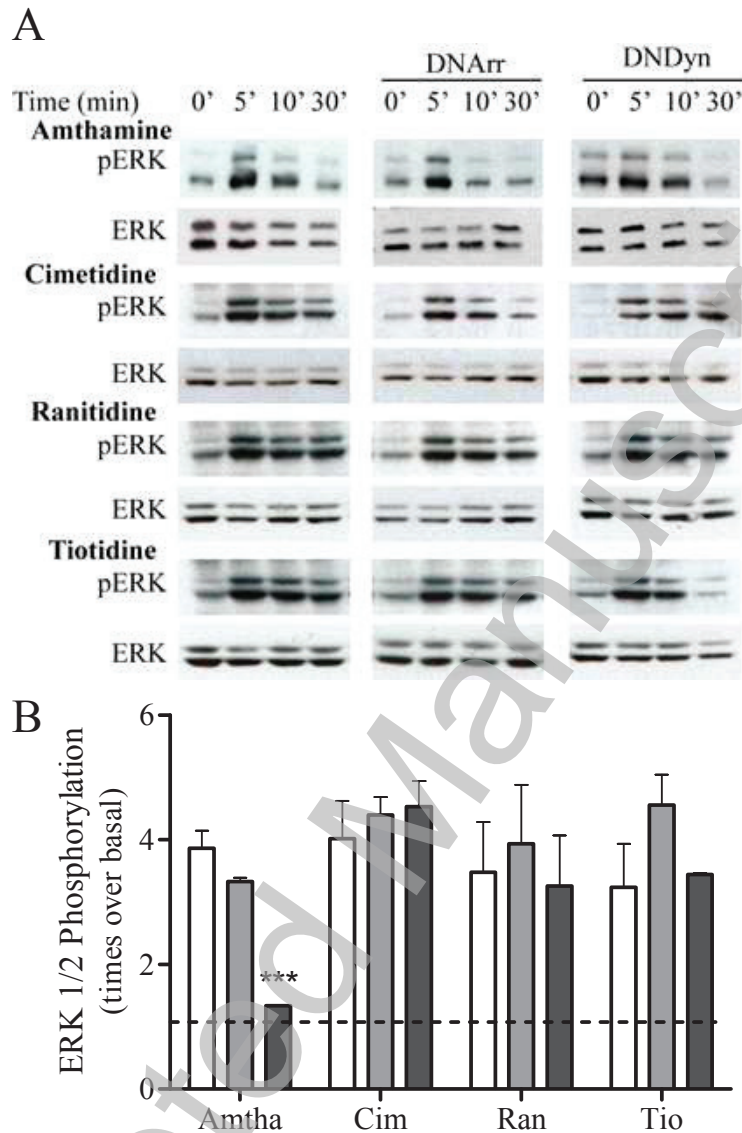 A
DNArr DNDyn
Time (min) 0' 5' 10' 30' 0' 5' 10' 30' 0' 5' 10' 30'
Amthamine
pERK
ERK
Cimetidine
pERK
ERK
Ranitidine
pERK
ERK
Tiotidine
pERK
ERK
B
ERK 1/2 Phosphorylation
(times over basal)
6
4
2
0
***
Amtha Cim Ran Tio
ted Manuscri